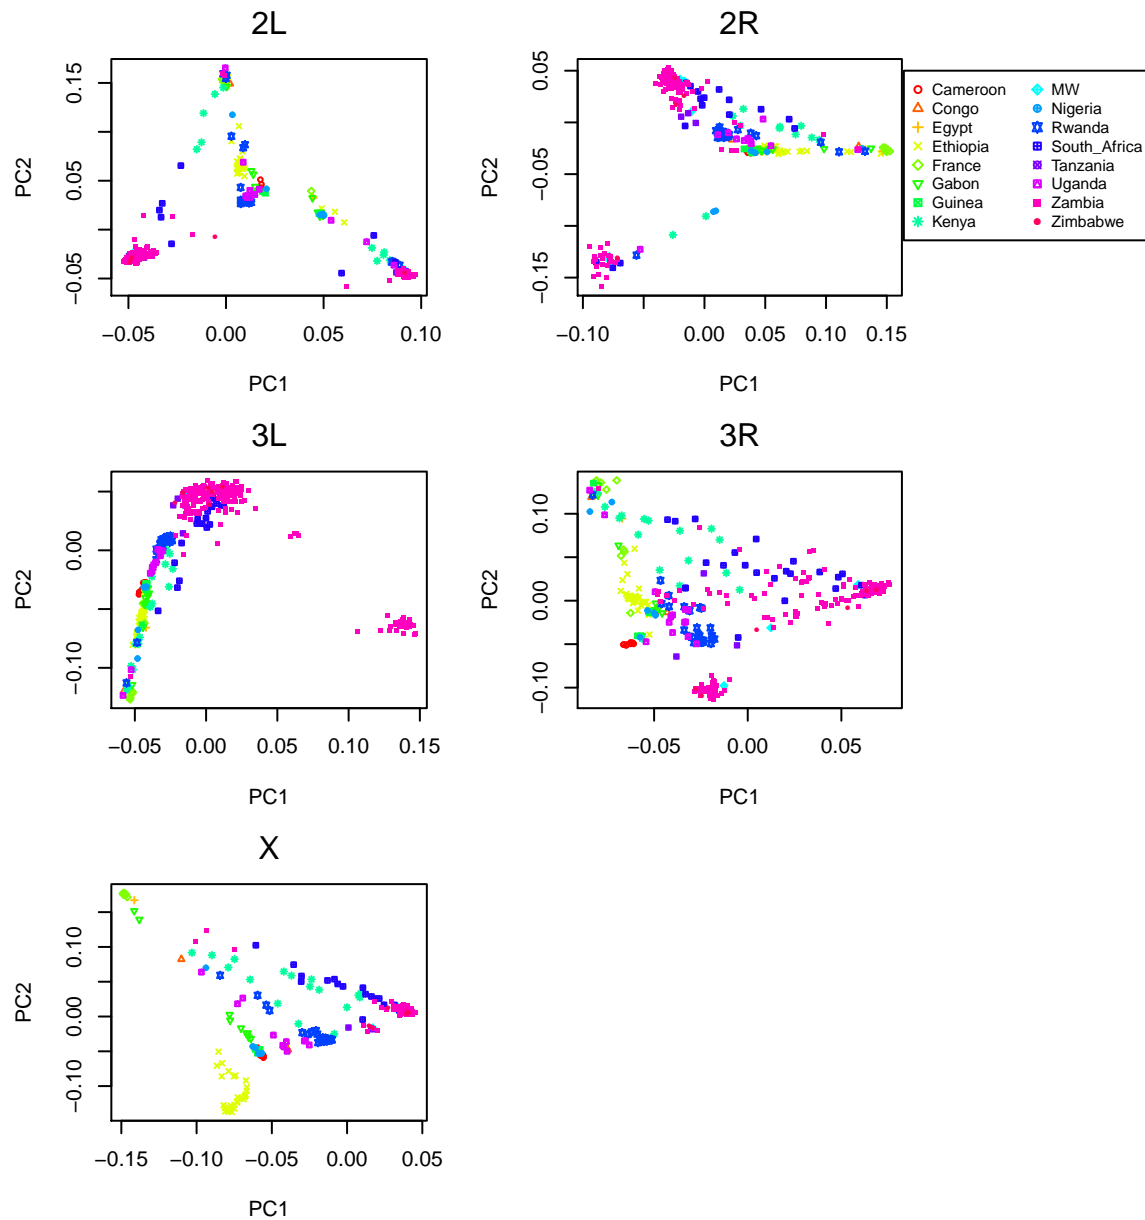 2L
2R
PC2
0.15
0.05
−0.05
−0.05
0.00
0.05
0.10
PC1
PC2
0.05
−0.05
−0.15
−0.10
0.00
0.05
0.10
0.15
PC1
Cameroon
Congo
Egypt
Ethiopia
France
Gabon
Guinea
Kenya
MW
Nigeria
Rwanda
South_Africa
Tanzania
Uganda
Zambia
Zimbabwe
3L
3R
PC2
0.00
−0.10
−0.05
0.00
0.05
0.10
0.15
PC1
PC2
0.10
0.00
−0.10
−0.05
0.00
0.05
PC1
X
PC2
0.10
0.00
−0.10
−0.15
−0.10
−0.05
0.00
0.05
PC1